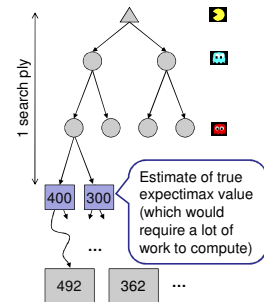 1 search ply
400
300
Estimate of true
expectimax value
(which would
require a lot of
work to compute)
...
492
362
...